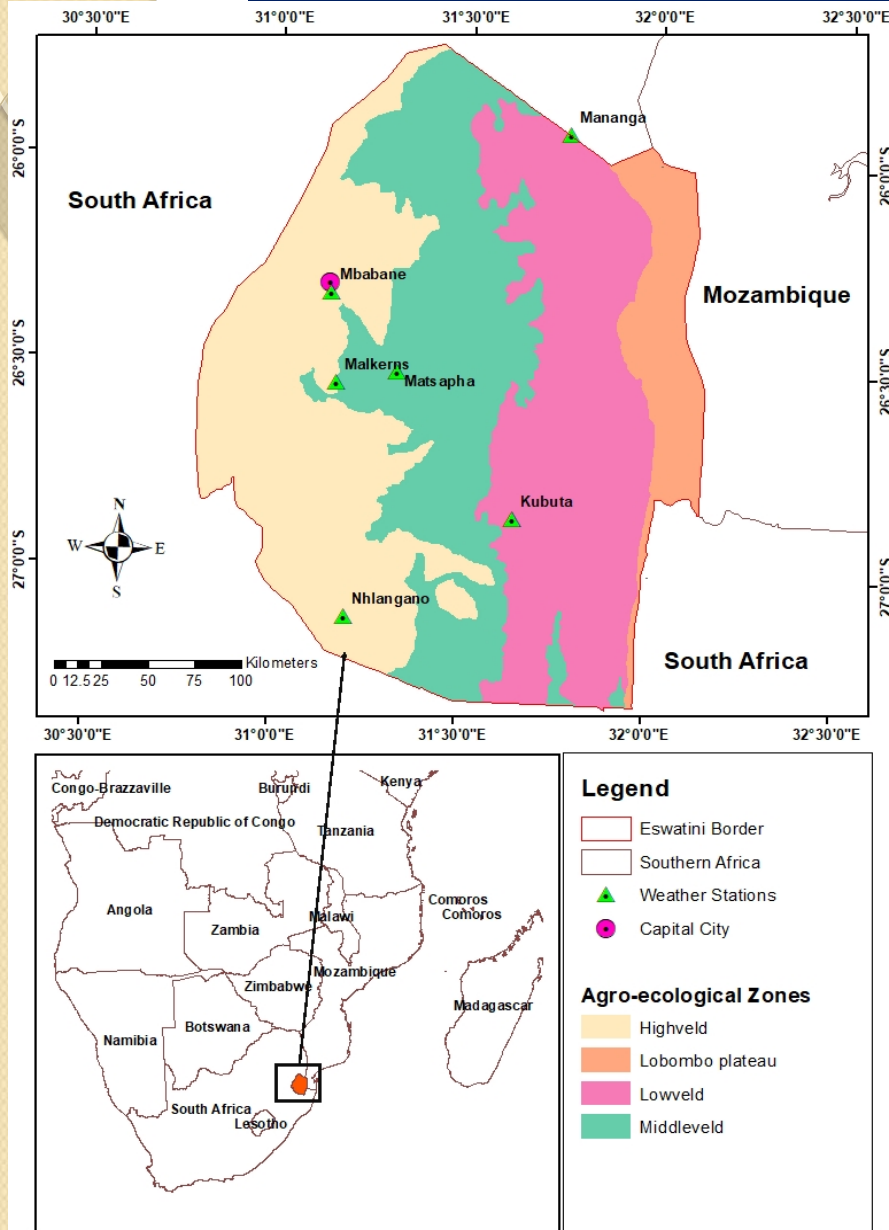 30°30'0"E 31°0'0"E 31°30'0"E 32°0'0"E 32°30'0"E
Mananga
26°0'0"S
26°0'0"S
South Africa
Mbabane
Mozambique
26°30'0"S
Malkerns
Matsapha
26°30'0"S
Kubuta
N
W E
S
27°0'0"S
27°0'0"S
Nhlangano
Kilometers
0 12.5 25 50 75 100
South Africa
30°30'0"E 31°0'0"E 31°30'0"E 32°0'0"E 32°30'0"E
Congo-Brazzaville
Burundi
Kenya
Democratic Republic of Congo
Tanzania
Angola
Zambia
Malawi
Comoros
Comoros
Zimbabwe
Mozambique
Madagascar
Namibia
Botswana
South Africa
Lesotho
Legend
Eswatini Border
Southern Africa
Weather Stations
Capital City
Agro-ecological Zones
Highveld
Lobombo plateau
Lowveld
Middleveld